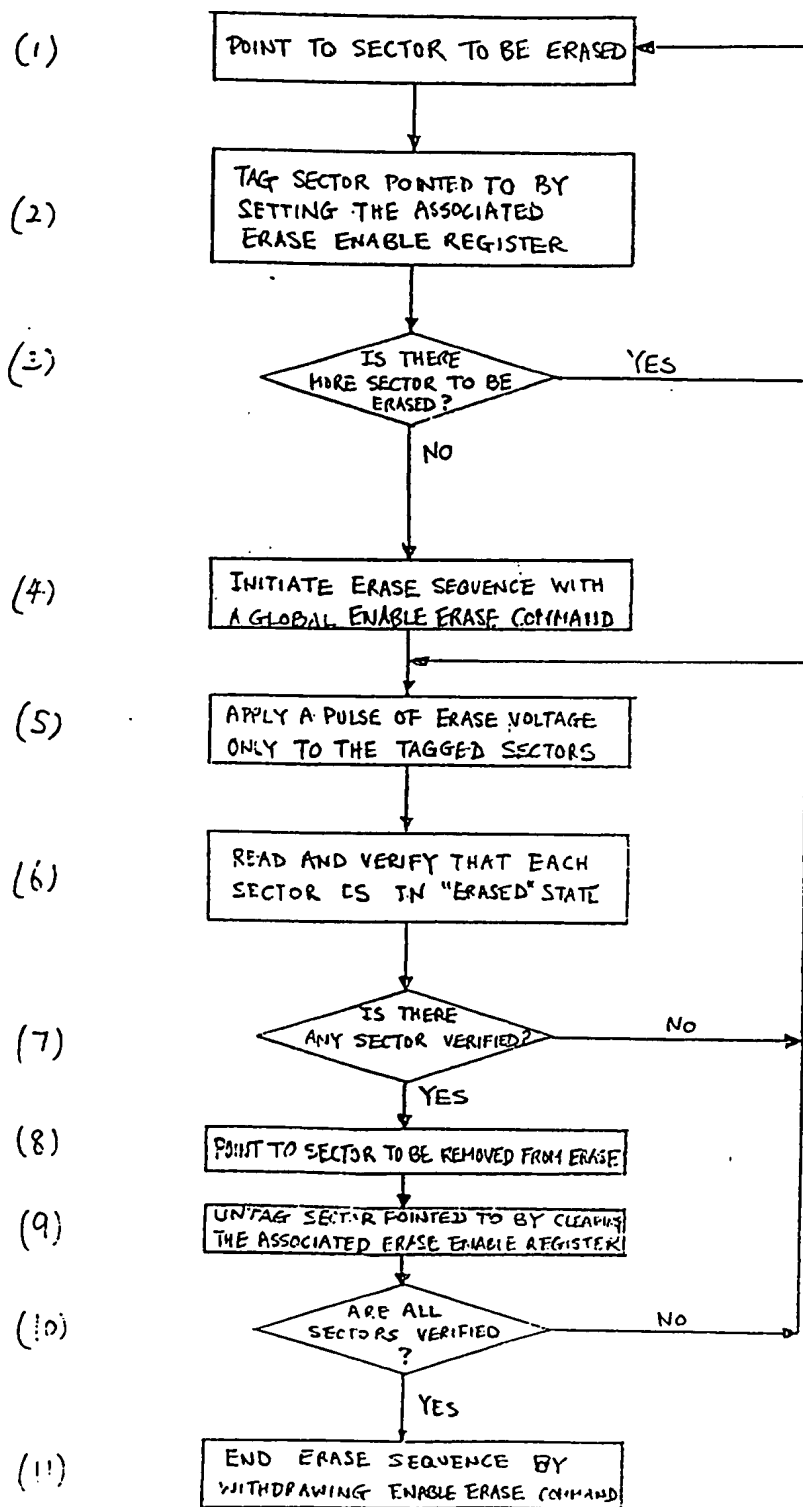 (1)
POINT TO SECTOR TO BE ERASED
(2)
TAG SECTOR POINTED TO BY
SETTING THE ASSOCIATED
ERASE ENABLE REGISTER
(3)
IS THERE
MORE SECTOR TO BE
ERASED?
YES
NO
(4)
INITIATE ERASE SEQUENCE WITH
A GLOBAL ENABLE ERASE COMMAND
(5)
APPLY A PULSE OF ERASE VOLTAGE
ONLY TO THE TAGGED SECTORS
(6)
READ AND VERIFY THAT EACH
SECTOR IS IN "ERASED" STATE
(7)
IS THERE
ANY SECTOR VERIFIED?
NO
YES
(8)
POINT TO SECTOR TO BE REMOVED FROM ERASE
(9)
UNTAG SECTOR POINTED TO BY CLEARING
THE ASSOCIATED ERASE ENABLE REGISTER
(10)
ARE ALL
SECTORS VERIFIED
?
NO
YES
(11)
END ERASE SEQUENCE BY
WITHDRAWING ENABLE ERASE COMMAND